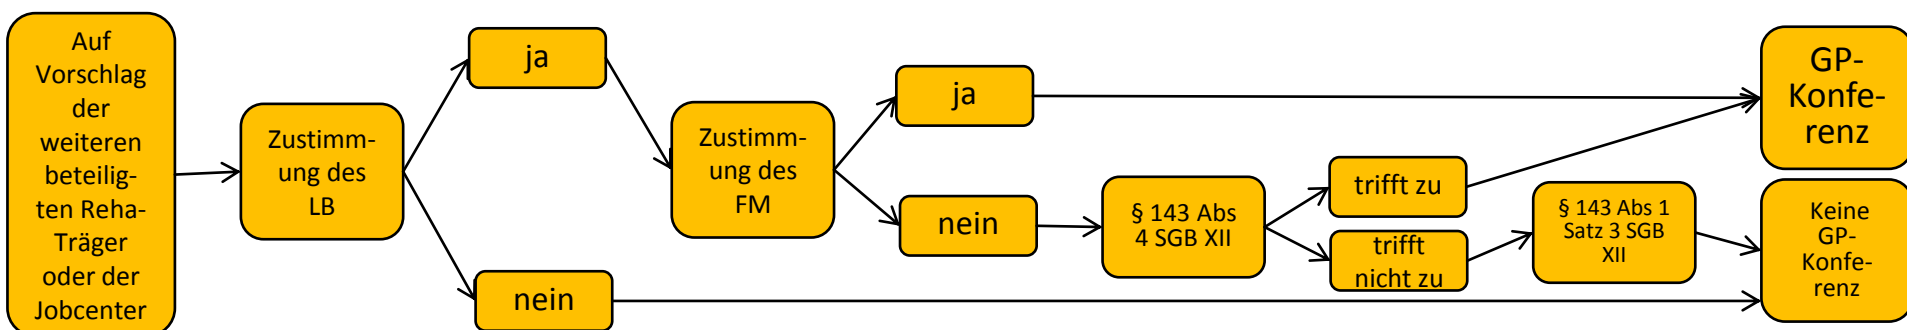 Auf
Vorschlag
der
weiteren
beteilig-
ten Reha-
Träger
oder der
Jobcenter
Zustimm-
ung des
LB
ja
nein
Zustimm-
ung des
FM
ja
nein
§ 143 Abs
4 SGB XII
trifft zu
trifft
nicht zu
§ 143 Abs 1
Satz 3 SGB
XII
GP-
Konfe-
renz
Keine
GP-
Konfe-
renz